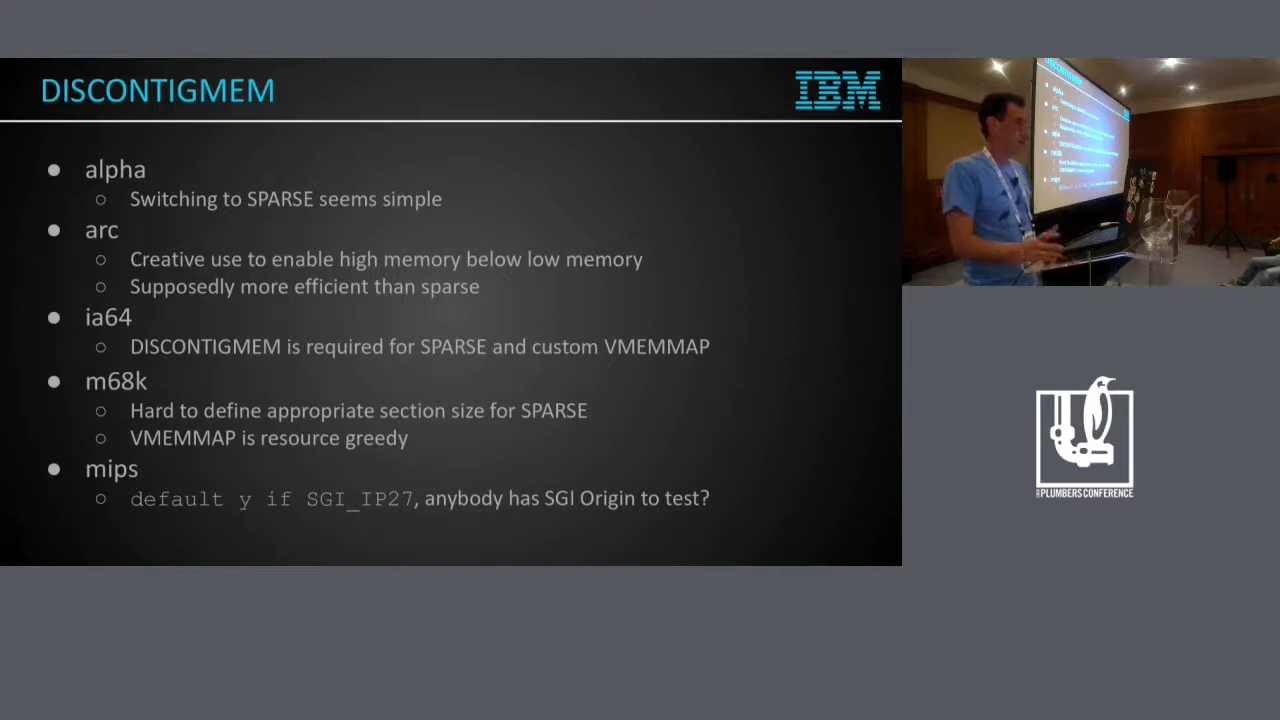 DISCONTIGMEM
IBM
alpha
Switching to SPARSE seems simple
arc
Creative use to enable high memory below low memory
Supposedly more efficient than sparse
ia64
DISCONTIGMEM is required for SPARSE and custom VMEMMAP
m68k
Hard to define appropriate section size for SPARSE
VMEMMAP is resource greedy
mips
default y if SGI_IP27, anybody has SGI Origin to test?
PLUMBERS CONFERENCE